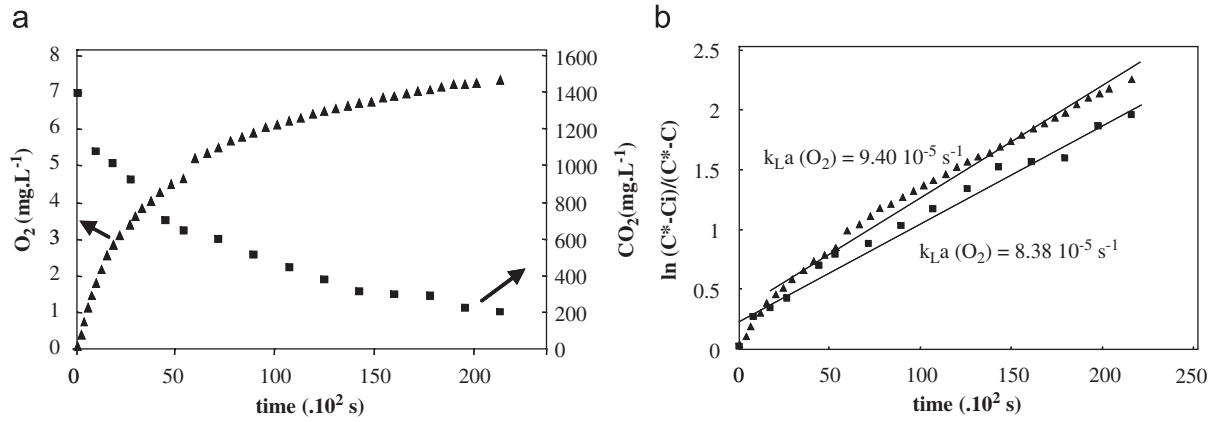 a
8
7
6
5
4
3
2
1
0
O2 (mg.L-1)
1600
1400
1200
1000
800
600
400
200
0
CO2(mg.L-1)
0 50 100 150 200
time (.10² s)
b
2.5
2
1.5
1
0.5
0
ln (C*-Ci)/(C*-C)
kLa (O2) = 9.40 10-5 s-1
kLa (O2) = 8.38 10-5 s-1
0 50 100 150 200 250
time (.10² s)